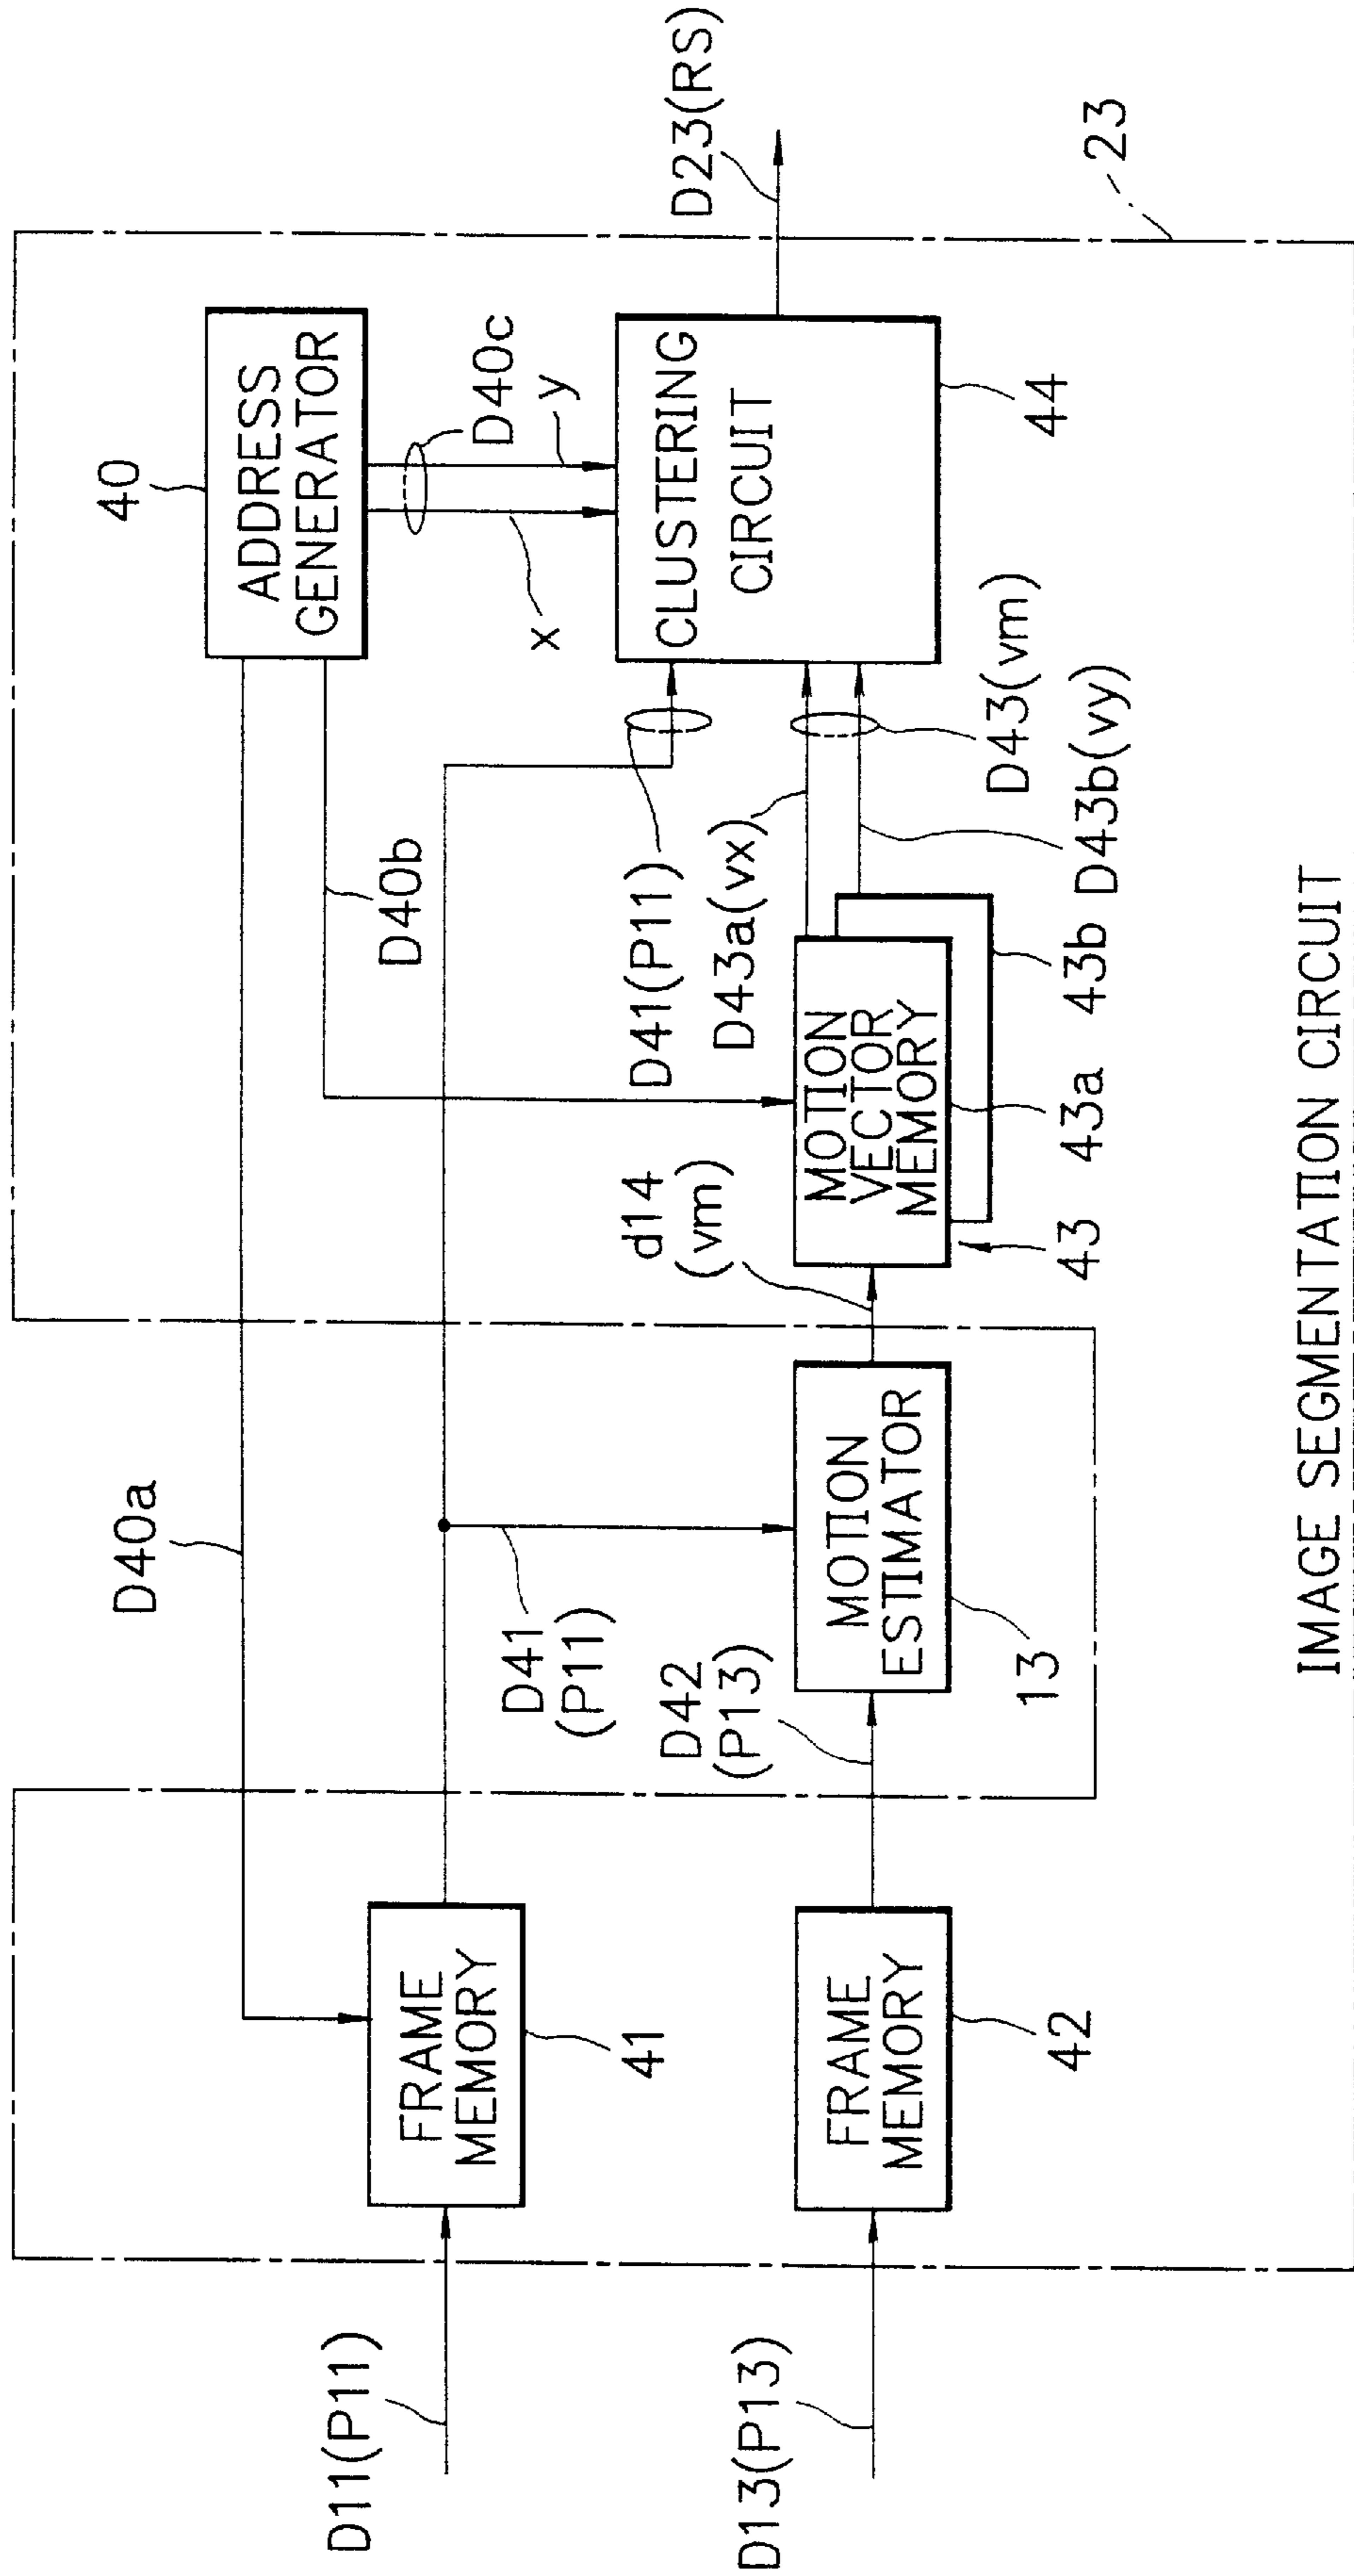 40
ADDRESS
GENERATOR
D40a
D40b
D40c
x
y
D23(RS)
23
D11(P11)
FRAME
MEMORY
41
D41
(P11)
D41(P11)
CLUSTERING
CIRCUIT
44
D43a(vx)
D43(vm)
D43b(vy)
D13(P13)
FRAME
MEMORY
42
D42
(P13)
MOTION
ESTIMATOR
13
d14
(vm)
MOTION
VECTOR
MEMORY
43
43a
43b
IMAGE SEGMENTATION CIRCUIT